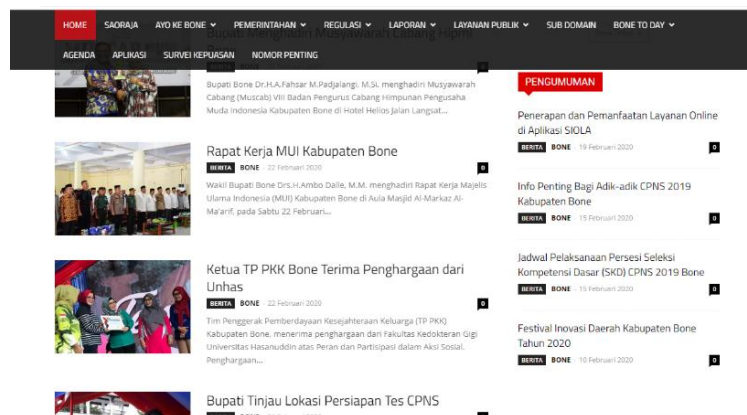 HOME SAORAJA AYO KE BONE PEMERINTAHAN REGULASI LAPORAN LAYANAN PUBLIK SUB DOMAIN BONE TO DAY
AGENDA APLIKASI SURVEI KEPUASAN NOMOR PENTING
Bupati Menghadiri Musyawarah Cabang Hipmi
Bone
BERITA BONE
Bupati Bone Dr.H.A.Fahsar M.Padjalangi, M.Si. menghadiri Musyawarah
Cabang (Muscab) VIII Badan Pengurus Cabang Himpunan Pengusaha
Muda Indonesia Kabupaten Bone di Hotel Helios Jalan Langsat...
Rapat Kerja MUI Kabupaten Bone
BERITA BONE - 22 Februari 2020 0
Wakil Bupati Bone Drs.H.Ambo Dalle, M.M. menghadiri Rapat Kerja Majelis
Ulama Indonesia (MUI) Kabupaten Bone di Aula Masjid Al-Markaz Al-
Ma'arif. pada Sabtu 22 Februari...
Ketua TP PKK Bone Terima Penghargaan dari
Unhas
BERITA BONE - 22 Februari 2020 0
Tim Penggerak Pemberdayaan Kesejahteraan Keluarga (TP PKK)
Kabupaten Bone, menerima penghargaan dari Fakultas Kedokteran Gigi
Universitas Hasanuddin atas Peran dan Partisipasi dalam Aksi Sosial.
Penghargaan...
Bupati Tinjau Lokasi Persiapan Tes CPNS
PENGUMUMAN
Penerapan dan Pemanfaatan Layanan Online
di Aplikasi SIOLA
BERITA BONE - 19 Februari 2020 0
Info Penting Bagi Adik-adik CPNS 2019
Kabupaten Bone
BERITA BONE - 15 Februari 2020 0
Jadwal Pelaksanaan Persesi Seleksi
Kompetensi Dasar (SKD) CPNS 2019 Bone
BERITA BONE - 15 Februari 2020 0
Festival Inovasi Daerah Kabupaten Bone
Tahun 2020
BERITA BONE - 10 Februari 2020 0